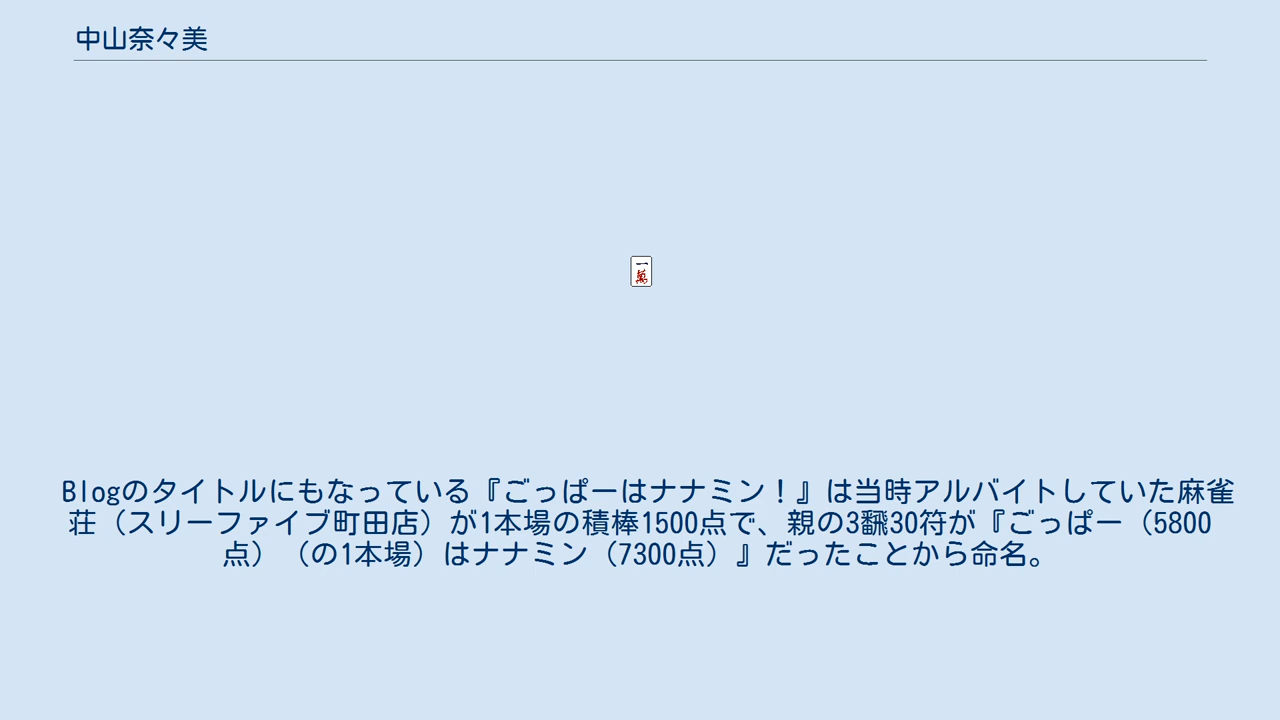 中山奈々美
一
萬
Blogのタイトルにもなっている『ごっぱーはナナミン！』は当時アルバイトしていた麻雀
荘（スリーファイブ町田店）が1本場の積棒1500点で、親の3飜30符が『ごっぱー（5800
点）（の1本場）はナナミン（7300点）』だったことから命名。